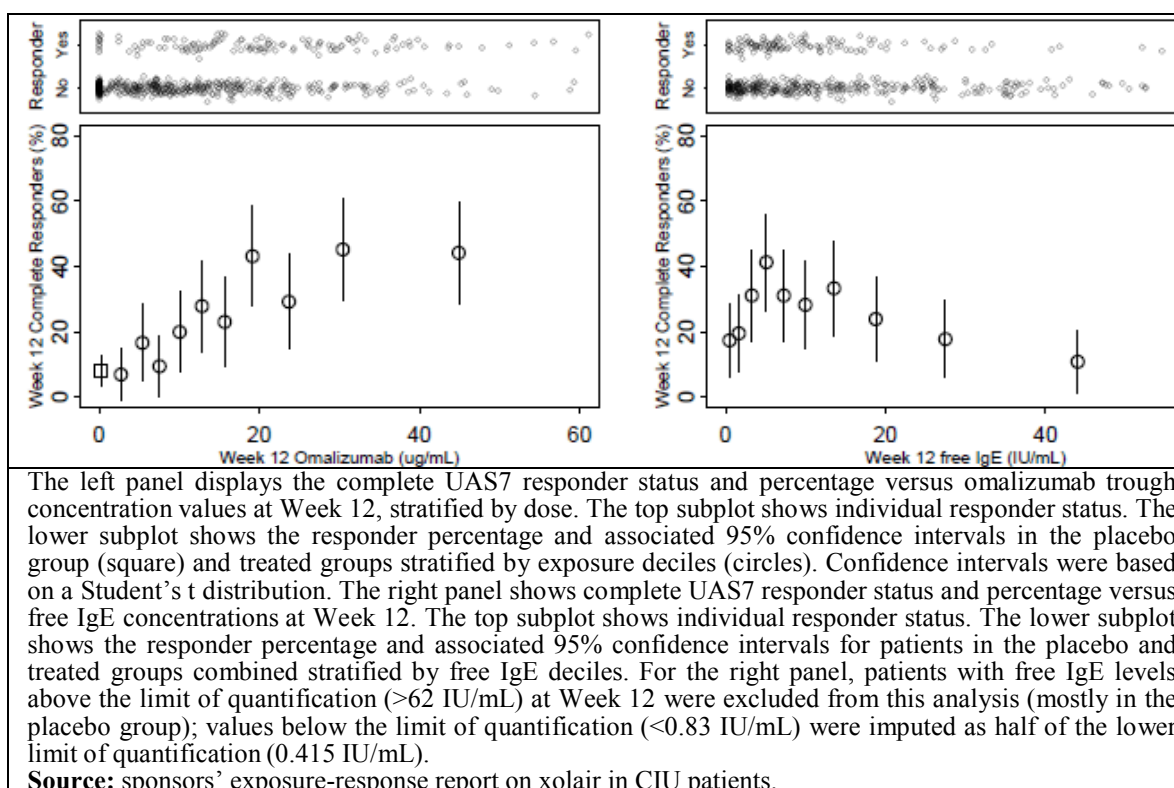 Responder
Yes
No
Week 12 Complete Responders (%)
80
60
40
20
0
0 20 40 60
Week 12 Omalizumab (ug/mL)
Responder
Yes
No
Week 12 Complete Responders (%)
80
60
40
20
0
0 20 40
Week 12 free IgE (IU/mL)
The left panel displays the complete UAS7 responder status and percentage versus omalizumab trough
concentration values at Week 12, stratified by dose. The top subplot shows individual responder status. The
lower subplot shows the responder percentage and associated 95% confidence intervals in the placebo
group (square) and treated groups stratified by exposure deciles (circles). Confidence intervals were based
on a Student’s t distribution. The right panel shows complete UAS7 responder status and percentage versus
free IgE concentrations at Week 12. The top subplot shows individual responder status. The lower subplot
shows the responder percentage and associated 95% confidence intervals for patients in the placebo and
treated groups combined stratified by free IgE deciles. For the right panel, patients with free IgE levels
above the limit of quantification (>62 IU/mL) at Week 12 were excluded from this analysis (mostly in the
placebo group); values below the limit of quantification (<0.83 IU/mL) were imputed as half of the lower
limit of quantification (0.415 IU/mL).
Source: sponsors’ exposure-response report on xolair in CIU patients.